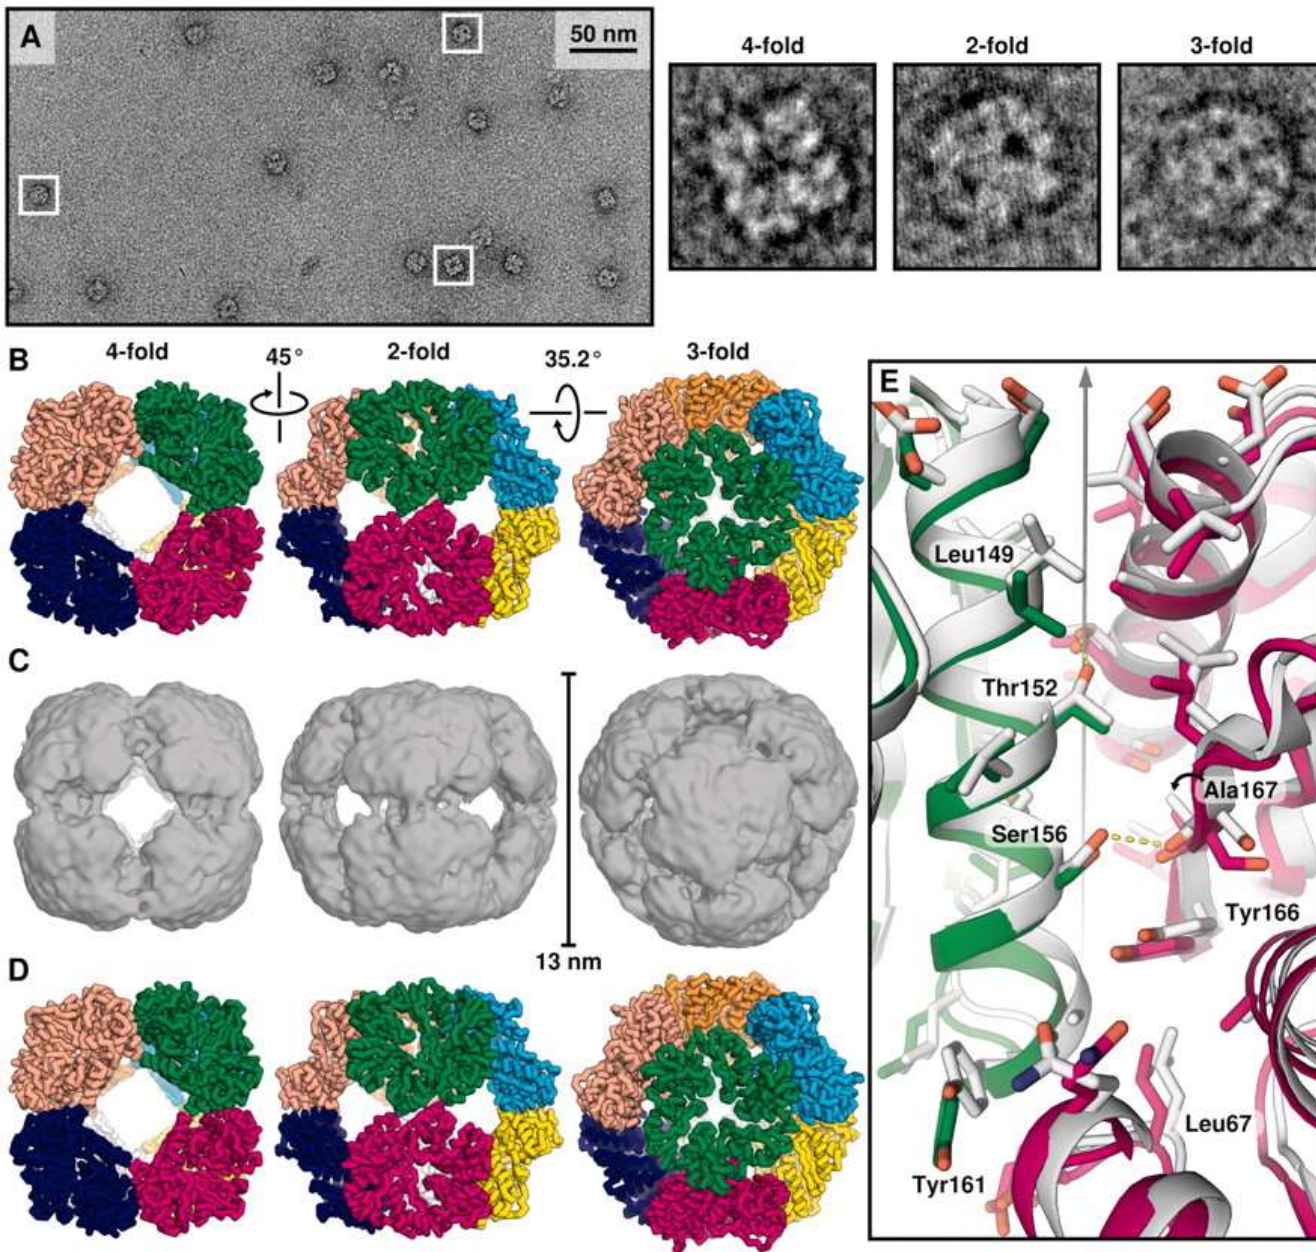 A
50 nm
4-fold
2-fold
3-fold
B
4-fold
45°
2-fold
35.2°
3-fold
C
13 nm
D
E
Leu149
Thr152
Ala167
Ser156
Tyr166
Leu67
Tyr161